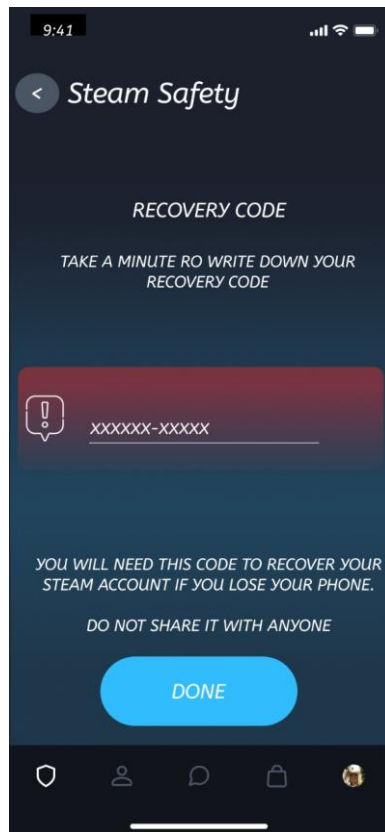 9:41
< Steam Safety
RECOVERY CODE
TAKE A MINUTE RO WRITE DOWN YOUR
RECOVERY CODE
xxxxxx-xxxxx
YOU WILL NEED THIS CODE TO RECOVER YOUR
STEAM ACCOUNT IF YOU LOSE YOUR PHONE.
DO NOT SHARE IT WITH ANYONE
DONE